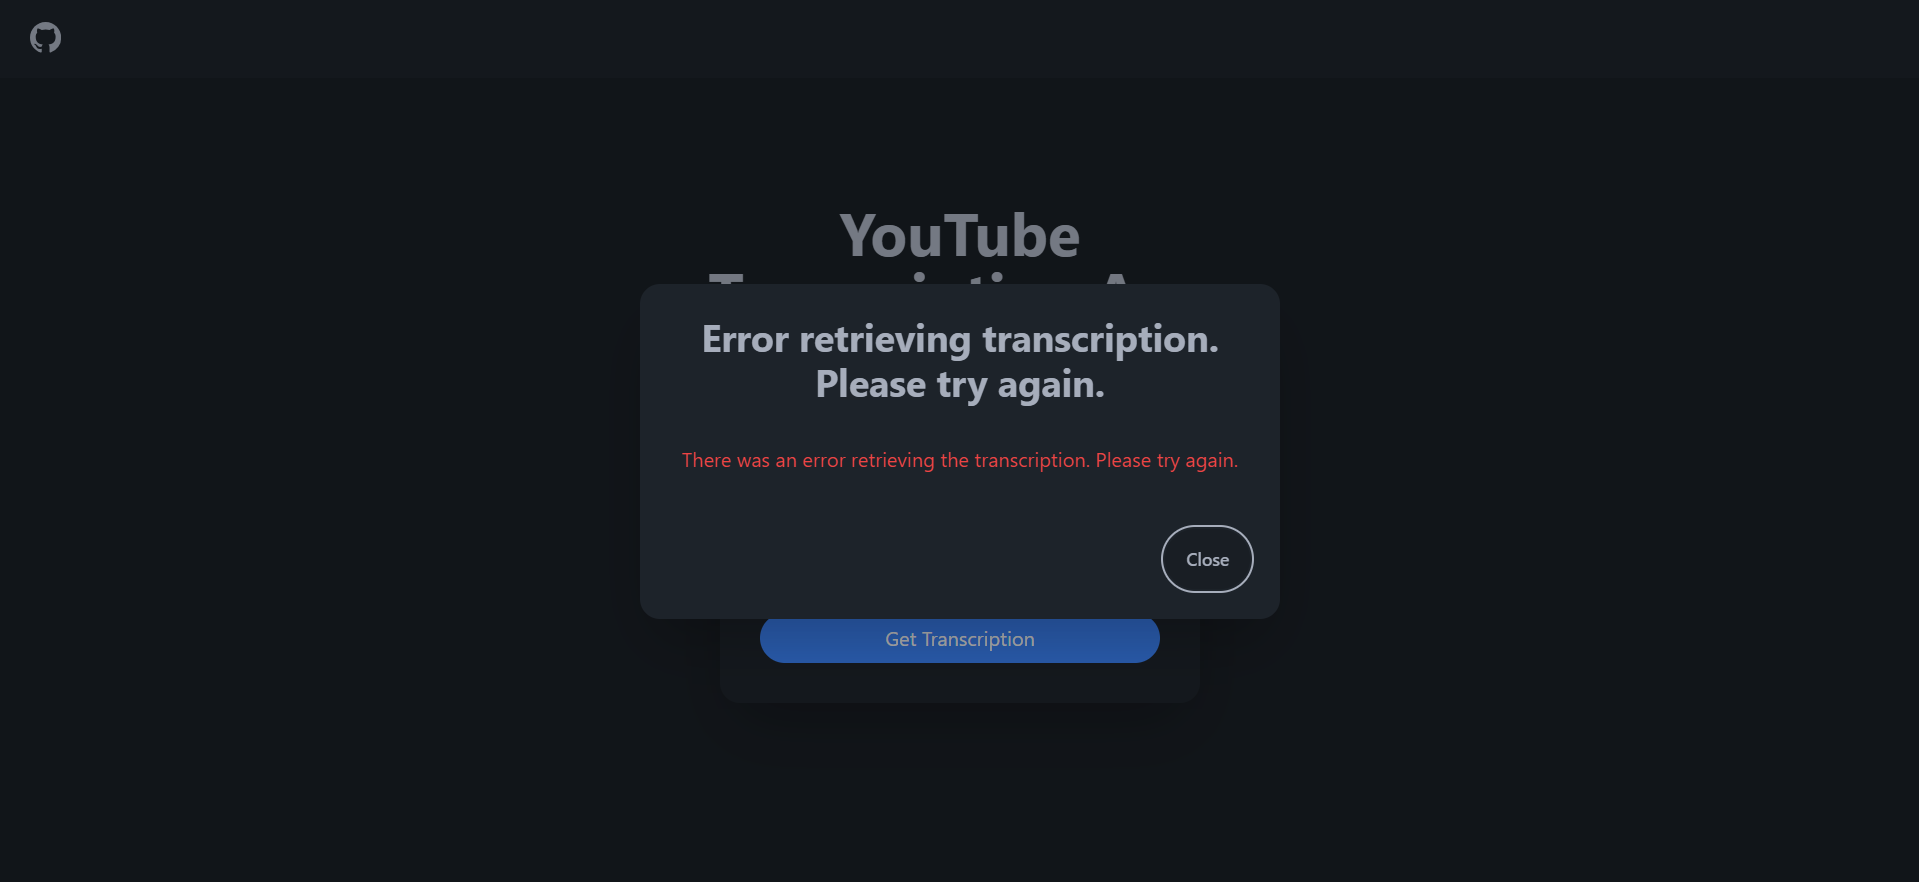 YouTube
Error retrieving transcription.
Please try again.
There was an error retrieving the transcription. Please try again.
Close
Get Transcription